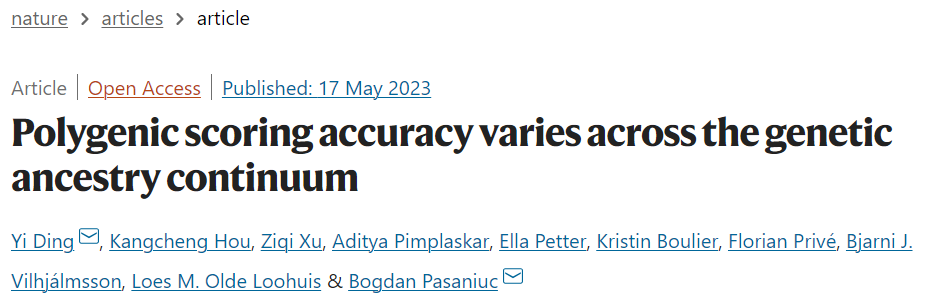 nature > articles > article
Article | Open Access | Published: 17 May 2023
Polygenic scoring accuracy varies across the genetic
ancestry continuum
Yi Ding, Kangcheng Hou, Ziqi Xu, Aditya Pimplaskar, Ella Petter, Kristin Boulier, Florian Privé, Bjarni J.
Vilhjálmsson, Loes M. Olde Loohuis & Bogdan Pasaniuc